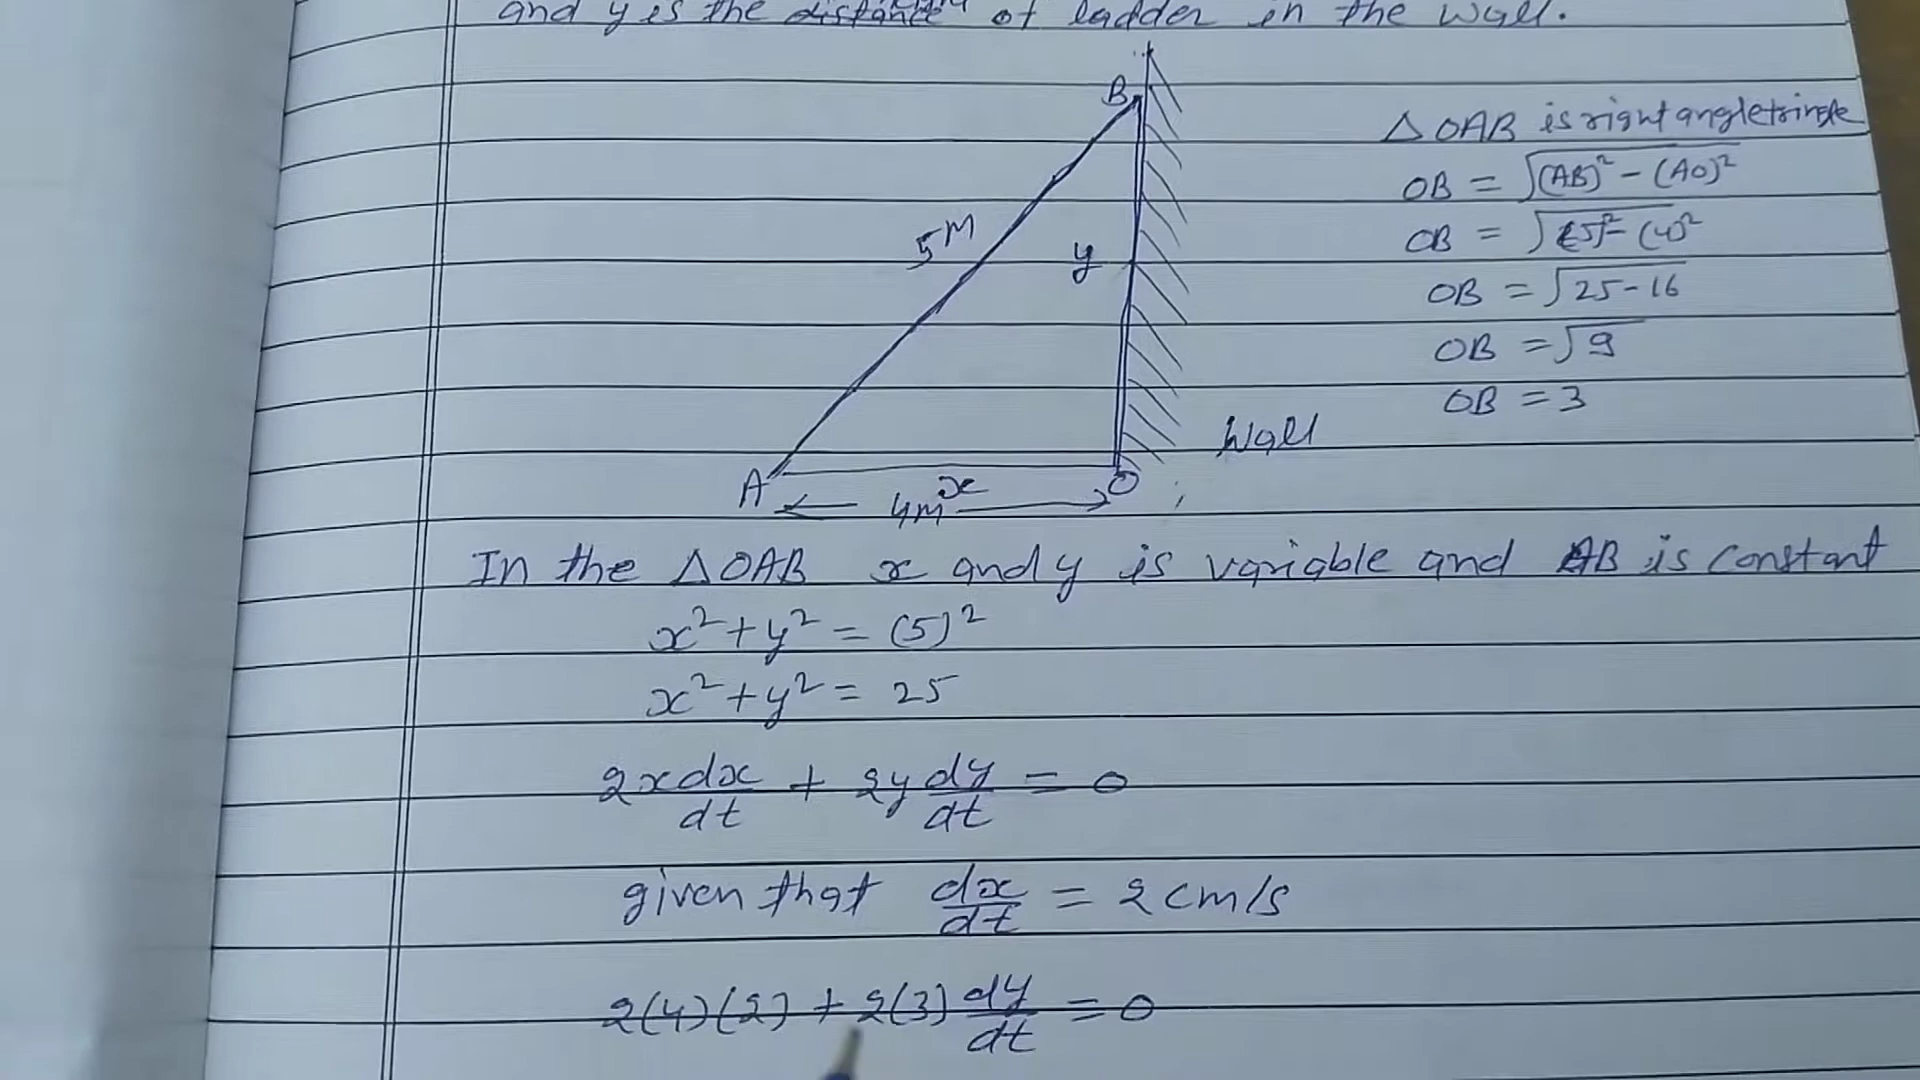 and y is the distance of ladder in the wall.
B
△OAB is right angle tringle
OB = √(AB)² - (AO)²
OB = √(5)² - (4)²
5M
y
OB = √25-16
OB = √9
OB = 3
Wall
A
x
O
4m
In the △OAB x and y is variable and AB is constant
x² + y² = (5)²
x² + y² = 25
2x dx/dt + 2y dy/dt = 0
given that dx/dt = 2 cm/s
2(4)(2) + 2(3) dy/dt = 0